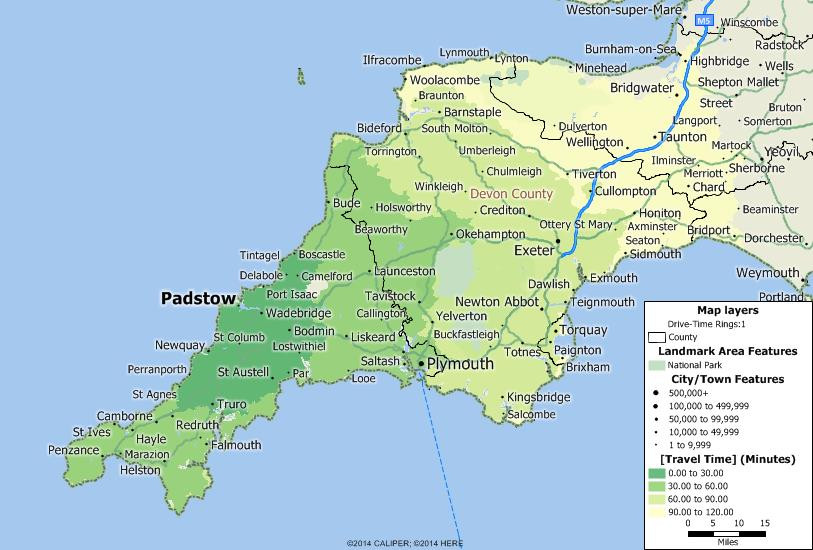 Weston-super-Mare
M5
Winscombe
Radstock
Burnham-on-Sea
Lynmouth
Lynton
Ilfracombe
Highbridge
Wells
Minehead
Woolacombe
Shepton Mallet
Bridgwater
Braunton
Street
Bruton
Barnstaple
Langport
Somerton
Bideford
South Molton
Dulverton
Taunton
Wellington
Martock
Yeovil
Torrington
Umberleigh
Ilminster
Sherborne
Chulmleigh
Tiverton
Merriott
Winkleigh
Devon County
Cullompton
Chard
Bude
Holsworthy
Crediton
Honiton
Beaminster
Beaworthy
Okehampton
Ottery St Mary
Axminster
Bridport
Dorchester
Exeter
Seaton
Sidmouth
Tintagel
Boscastle
Delabole
Camelford
Launceston
Exmouth
Weymouth
Dawlish
Port Isaac
Tavistock
Newton Abbot
Teignmouth
Portland
Padstow
Wadebridge
Callington
Yelverton
Bodmin
Buckfastleigh
Torquay
St Columb
Liskeard
Newquay
Lostwithiel
Totnes
Paignton
Saltash
Plymouth
Brixham
Perranporth
St Austell
Par
Looe
St Agnes
Kingsbridge
Truro
Salcombe
Camborne
Redruth
St Ives
Hayle
Falmouth
Penzance
Marazion
Helston
Map layers
Drive-Time Rings:1
County
Landmark Area Features
National Park
City/Town Features
500,000+
100,000 to 499,999
50,000 to 99,999
10,000 to 49,999
1 to 9,999
[Travel Time] (Minutes)
0.00 to 30.00
30.00 to 60.00
60.00 to 90.00
90.00 to 120.00
0 5 10 15
Miles
©2014 CALIPER; ©2014 HERE